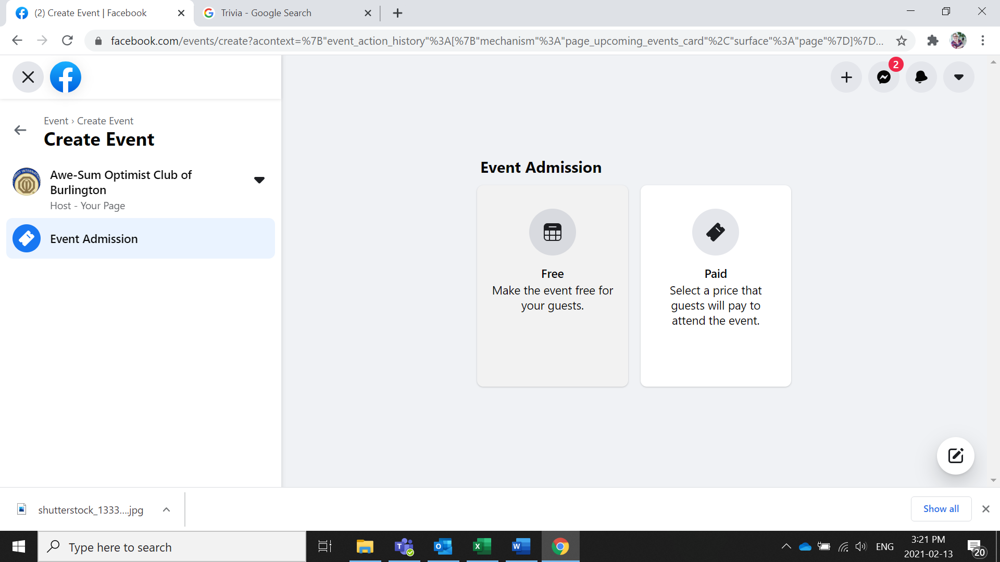 (2) Create Event | Facebook
Trivia - Google Search
facebook.com/events/create?acontext=%7B"event_action_history"%3A[%7B"mechanism"%3A"page_upcoming_events_card"%2C"surface"%3A"page"%7D]%7D...
2
Event › Create Event
Create Event
Awe-Sum Optimist Club of
Burlington
Host - Your Page
Event Admission
Event Admission
Free
Make the event free for
your guests.
Paid
Select a price that
guests will pay to
attend the event.
shutterstock_1333....jpg
Show all
Type here to search
ENG
3:21 PM
2021-02-13
20